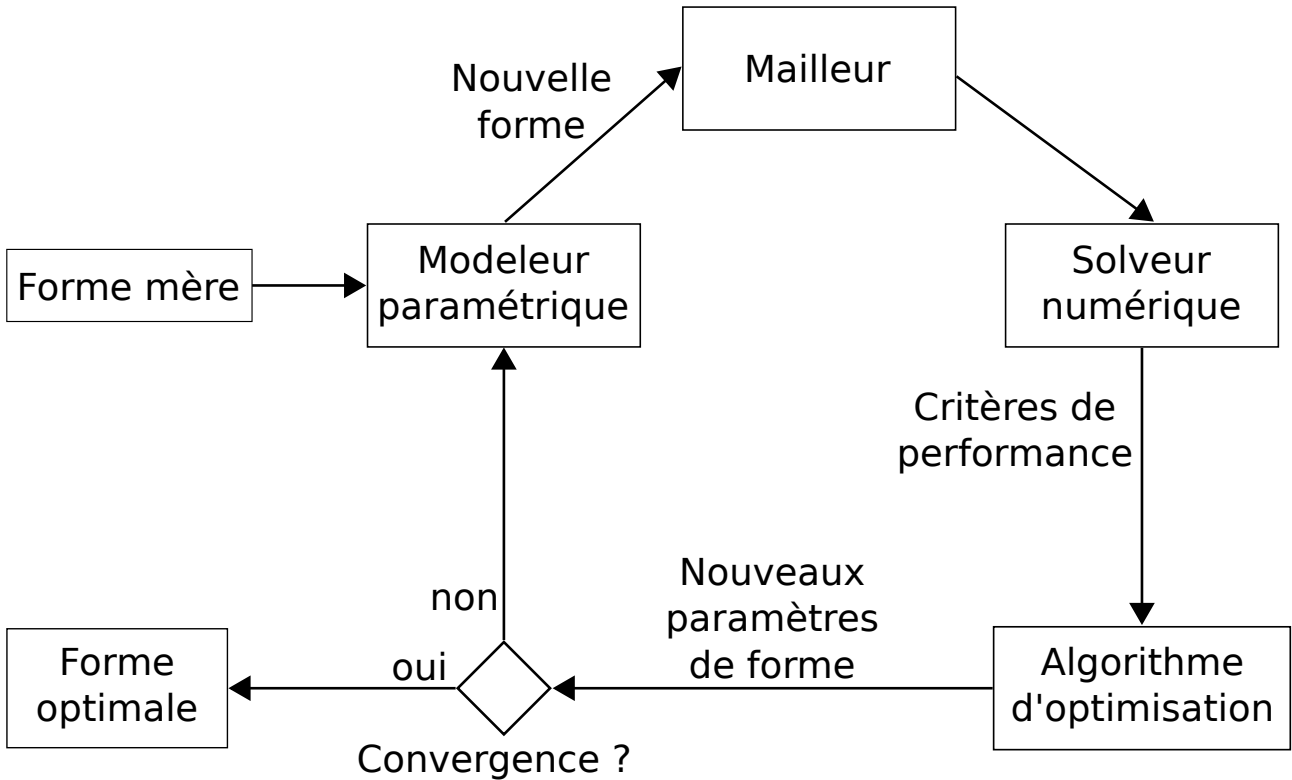 Nouvelle
forme
Mailleur
Forme mère
Modeleur
paramétrique
Solveur
numérique
Critères de
performance
Nouveaux
paramètres
de forme
non
oui
Forme
optimale
Convergence ?
Algorithme
d'optimisation